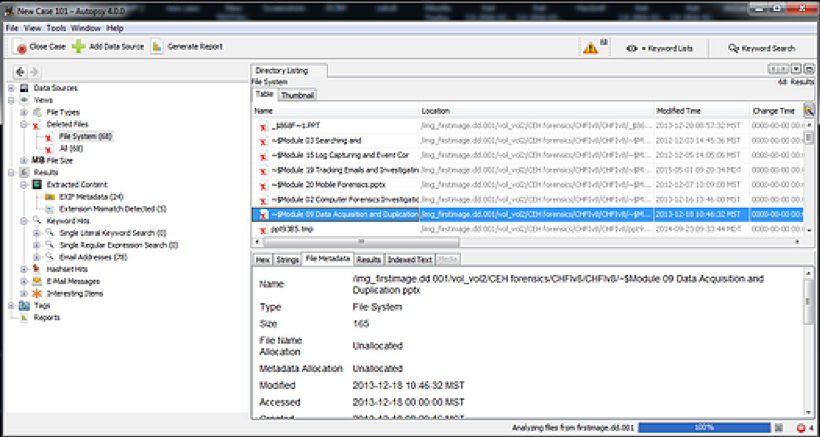 New Case 101 - Autopsy 4.0.0
File View Tools Window Help
Close Case Add Data Source Generate Report 68 Keyword Lists Keyword Search
Data Sources
Views
File Types
Deleted Files
File System (68)
All (68)
MB File Size
Results
Extracted Content
EXIF Metadata (24)
Extension Mismatch Detected (5)
Keyword Hits
Single Literal Keyword Search (0)
Single Regular Expression Search (0)
Email Addresses (78)
Hashset Hits
E-Mail Messages
Interesting Items
Tags
Reports
Directory Listing
File System 68 Results
Table Thumbnail
Name Location Modified Time Change Time
_$868F~1.PPT /img_firstimage.dd.001/vol_vol2/CEH forensics/CHFIv8/CHFIv8/_$86... 2013-12-20 08:57:32 MST 0000-00-00 00:
~$Module 03 Searching and /img_firstimage.dd.001/vol_vol2/CEH forensics/CHFIv8/CHFIv8/~$M... 2012-12-03 14:45:36 MST 0000-00-00 00:
~$Module 15 Log Capturing and Event Cor /img_firstimage.dd.001/vol_vol2/CEH forensics/CHFIv8/CHFIv8/~$M... 2012-12-05 14:05:06 MST 0000-00-00 00:
~$Module 19 Tracking Emails and Investigation /img_firstimage.dd.001/vol_vol2/CEH forensics/CHFIv8/CHFIv8/~$M... 2015-05-01 09:20:34 MDT 0000-00-00 00:
~$Module 20 Mobile Forensics.pptx /img_firstimage.dd.001/vol_vol2/CEH forensics/CHFIv8/CHFIv8/~$M... 2012-12-07 10:09:08 MST 0000-00-00 00:
~$Module 02 Computer Forensics Investigatio /img_firstimage.dd.001/vol_vol2/CEH forensics/CHFIv8/CHFIv8/~$M... 2013-12-16 13:46:00 MST 0000-00-00 00:
~$Module 09 Data Acquisition and Duplication /img_firstimage.dd.001/vol_vol2/CEH forensics/CHFIv8/CHFIv8/~$M... 2013-12-18 10:46:32 MST 0000-00-00 00:
ppt9385.tmp /img_firstimage.dd.001/vol_vol2/CEH forensics/CHFIv8/CHFIv8/ppt9... 2014-09-23 09:33:44 MDT 0000-00-00 00:
Hex Strings File Metadata Results Indexed Text Media
Name /img_firstimage.dd.001/vol_vol2/CEH forensics/CHFIv8/CHFIv8/~$Module 09 Data Acquisition and
Duplication.pptx
Type File System
Size 165
File Name
Allocation Unallocated
Metadata Allocation Unallocated
Modified 2013-12-18 10:46:32 MST
Accessed 2013-12-18 00:00:00 MST
Analyzing files from firstimage.dd.001 100% 4